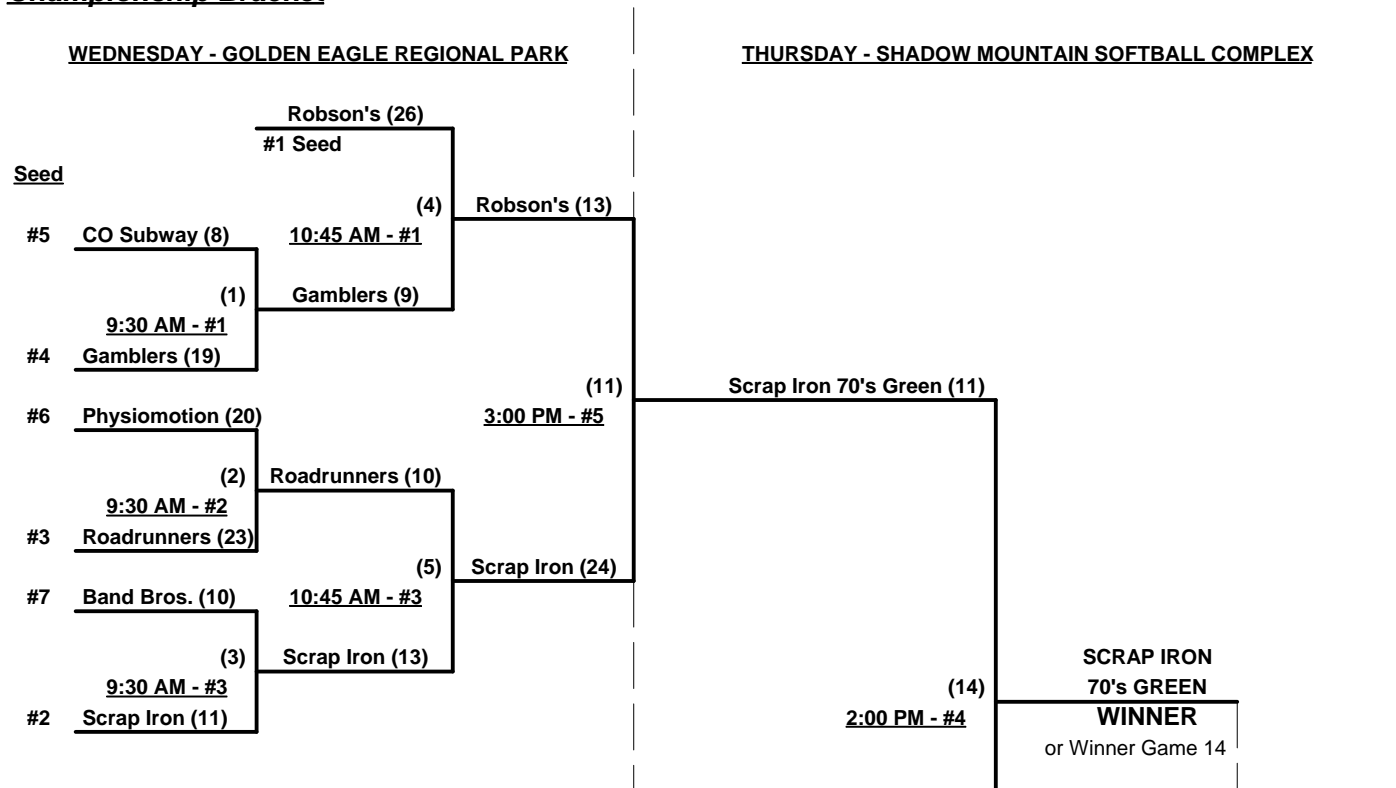 Championship Bracket
WEDNESDAY - GOLDEN EAGLE REGIONAL PARK
THURSDAY - SHADOW MOUNTAIN SOFTBALL COMPLEX
Robson's (26)
#1 Seed
Seed
(4)
Robson's (13)
#5
CO Subway (8)
10:45 AM - #1
(1)
Gamblers (9)
9:30 AM - #1
#4
Gamblers (19)
(11)
Scrap Iron 70's Green (11)
#6
Physiomotion (20)
3:00 PM - #5
(2)
Roadrunners (10)
9:30 AM - #2
#3
Roadrunners (23)
(5)
Scrap Iron (24)
#7
Band Bros. (10)
10:45 AM - #3
(3)
Scrap Iron (13)
SCRAP IRON
9:30 AM - #3
(14)
70's GREEN
#2
Scrap Iron (11)
2:00 PM - #4
WINNER
or Winner Game 14